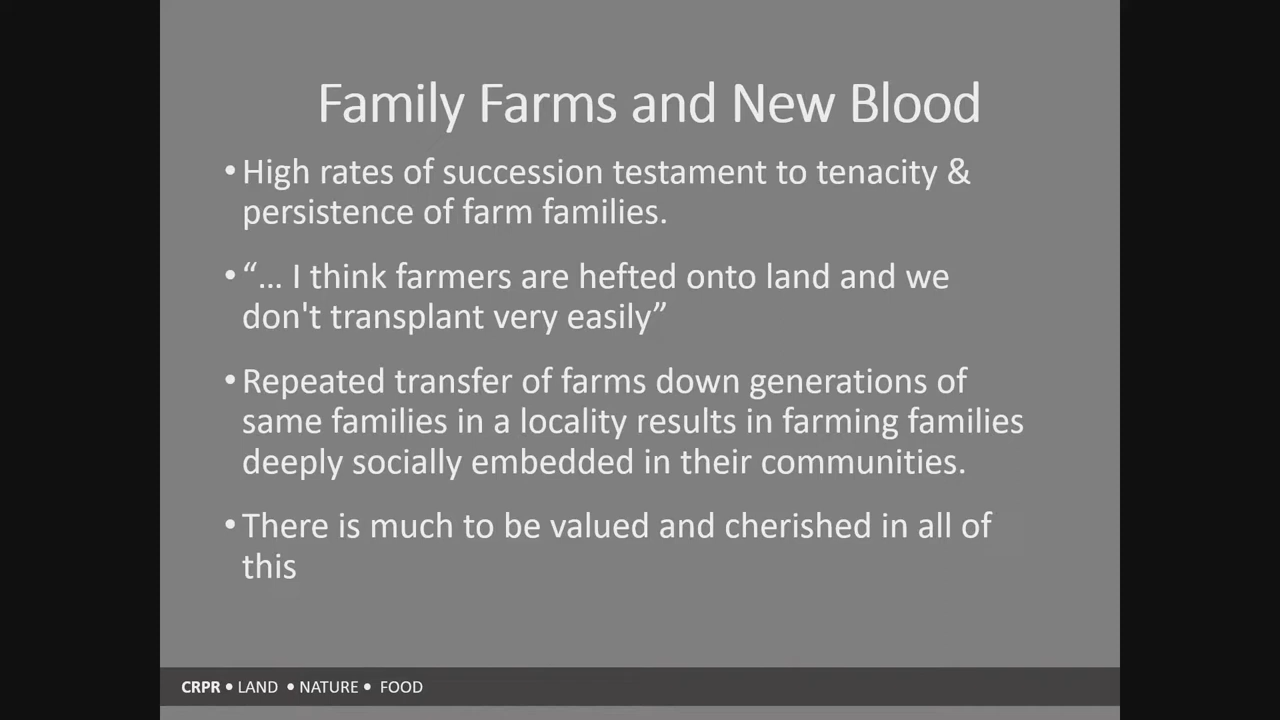 Family Farms and New Blood
•High rates of succession testament to tenacity &
persistence of farm families.
•“... I think farmers are hefted onto land and we
don't transplant very easily”
•Repeated transfer of farms down generations of
same families in a locality results in farming families
deeply socially embedded in their communities.
•There is much to be valued and cherished in all of
this
CRPR • LAND • NATURE • FOOD